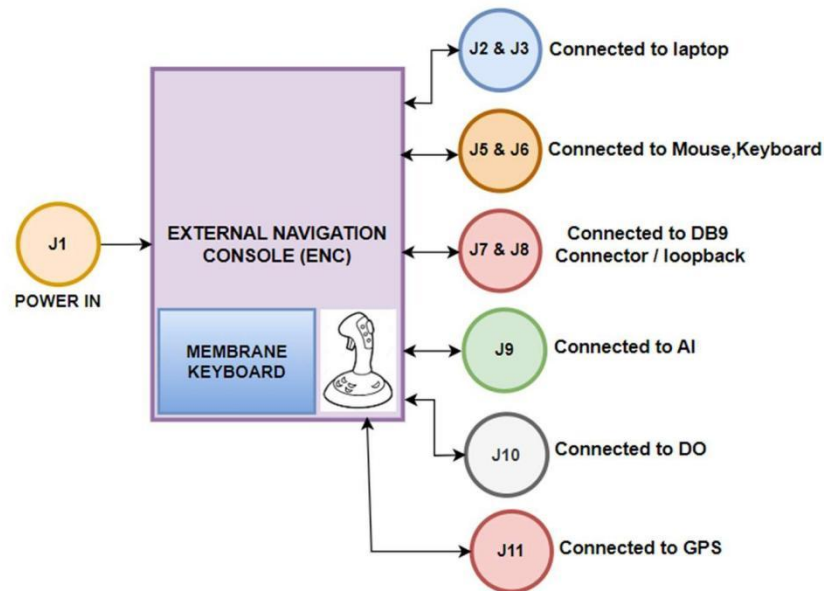 J2 & J3
Connected to laptop
J5 & J6
Connected to Mouse,Keyboard
J1
POWER IN
EXTERNAL NAVIGATION
CONSOLE (ENC)
J7 & J8
Connected to DB9
Connector / loopback
MEMBRANE
KEYBOARD
J9
Connected to AI
J10
Connected to DO
J11
Connected to GPS